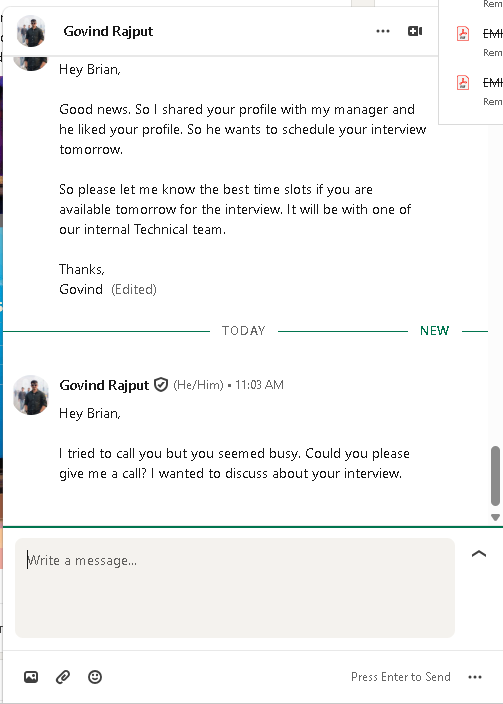 Govind Rajput
Hey Brian,
Good news. So I shared your profile with my manager and
he liked your profile. So he wants to schedule your interview
tomorrow.
So please let me know the best time slots if you are
available tomorrow for the interview. It will be with one of
our internal Technical team.
Thanks,
Govind (Edited)
TODAY
NEW
Govind Rajput (He/Him) • 11:03 AM
Hey Brian,
I tried to call you but you seemed busy. Could you please
give me a call? I wanted to discuss about your interview.
Write a message...
Press Enter to Send
EMI
Rem
EMI
Rem